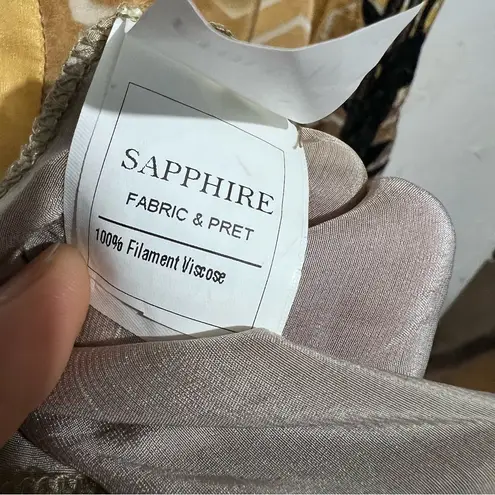 SAPPHIRE
FABRIC & PRET
100% Filament Viscose